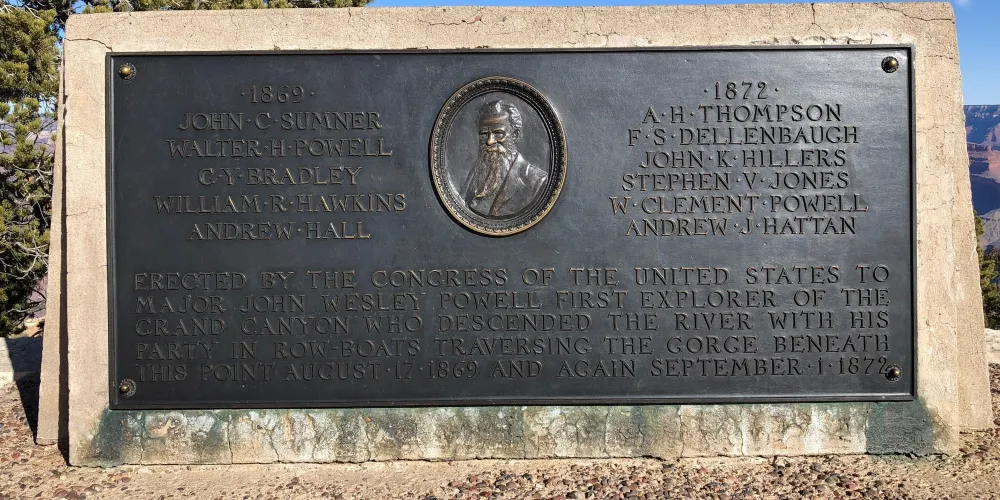 ·1869·
JOHN·C·SUMNER
WALTER·H·POWELL
G·Y·BRADLEY
WILLIAM·R·HAWKINS
ANDREW·HALL
·1872·
A·H·THOMPSON
F·S·DELLENBAUGH
JOHN·K·HILLERS
STEPHEN·V·JONES
W·CLEMENT·POWELL
ANDREW·J·HATTAN
ERECTED BY THE CONGRESS OF THE UNITED STATES TO
MAJOR JOHN WESLEY POWELL FIRST EXPLORER OF THE
GRAND CANYON WHO DESCENDED THE RIVER WITH HIS
PARTY IN ROW-BOATS TRAVERSING THE GORGE BENEATH
THIS POINT AUGUST·17·1869 AND AGAIN SEPTEMBER·1·1872